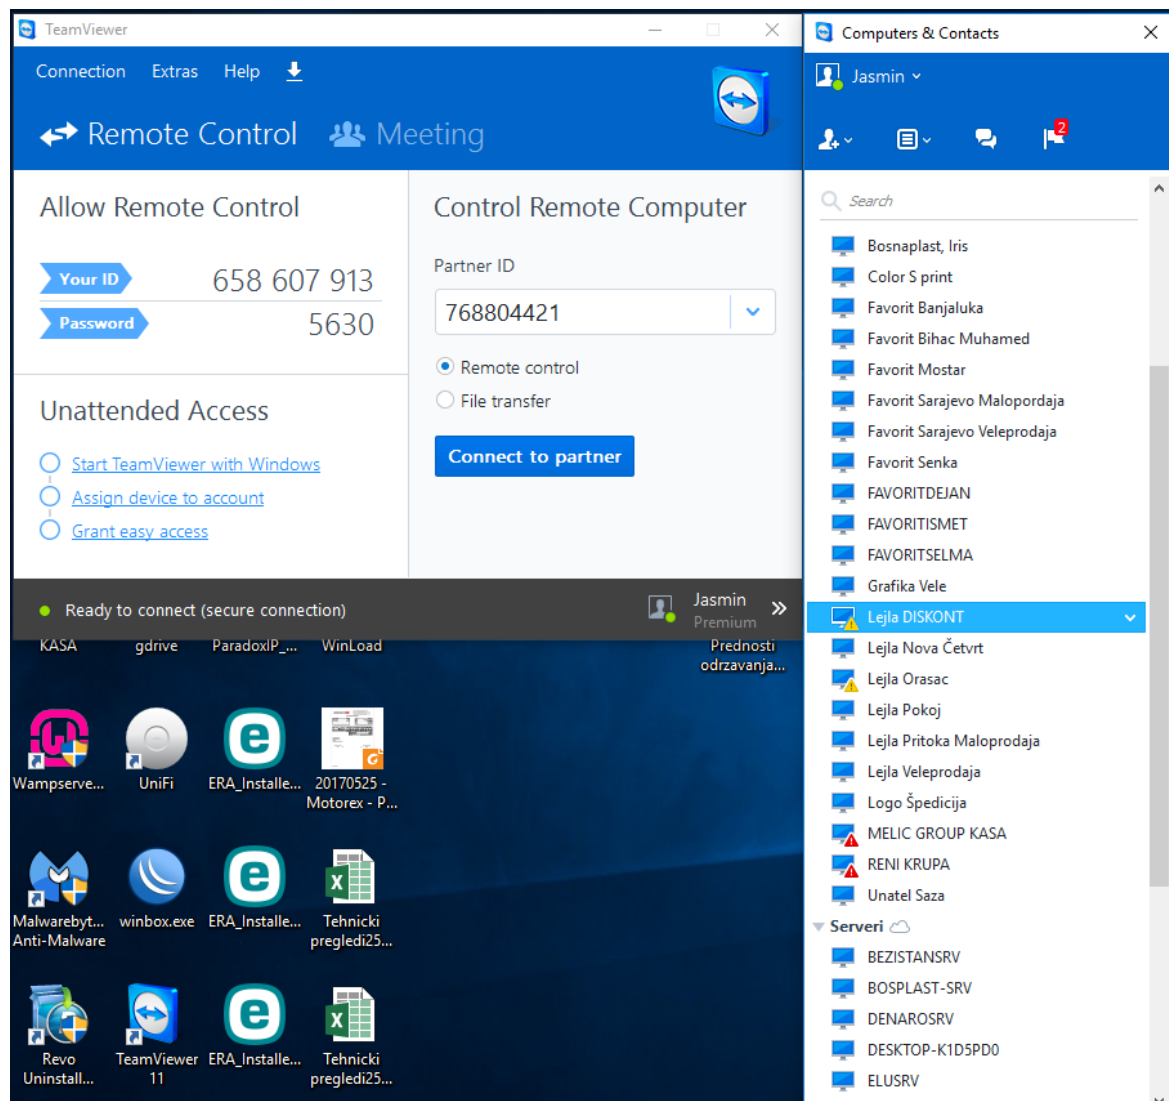 TeamViewer
Connection Extras Help
Remote Control Meeting
Allow Remote Control
Your ID 658 607 913
Password 5630
Unattended Access
Start TeamViewer with Windows
Assign device to account
Grant easy access
Control Remote Computer
Partner ID
768804421
Remote control
File transfer
Connect to partner
Ready to connect (secure connection)
Jasmin
Premium
KASA gdrive ParadoxIP_... WinLoad
Prednosti
odrzavanja...
Wampserve... UniFi ERA_Installe... 20170525 -
Motorex - P...
Malwarebyt... winbox.exe ERA_Installe... Tehnicki
Anti-Malware pregledi25...
Revo TeamViewer ERA_Installe... Tehnicki
Uninstall... 11 pregledi25...
Computers & Contacts
Jasmin
2
Search
Bosnaplast, Iris
Color S print
Favorit Banjaluka
Favorit Bihac Muhamed
Favorit Mostar
Favorit Sarajevo Malopordaja
Favorit Sarajevo Veleprodaja
Favorit Senka
FAVORITDEJAN
FAVORITISMET
FAVORITSELMA
Grafika Vele
Lejla DISKONT
Lejla Nova Četvrt
Lejla Orasac
Lejla Pokoj
Lejla Pritoka Maloprodaja
Lejla Veleprodaja
Logo Špedicija
MELIC GROUP KASA
RENI KRUPA
Unatel Saza
Serveri
BEZISTANSRV
BOSPLAST-SRV
DENAROSRV
DESKTOP-K1D5PD0
ELUSRV